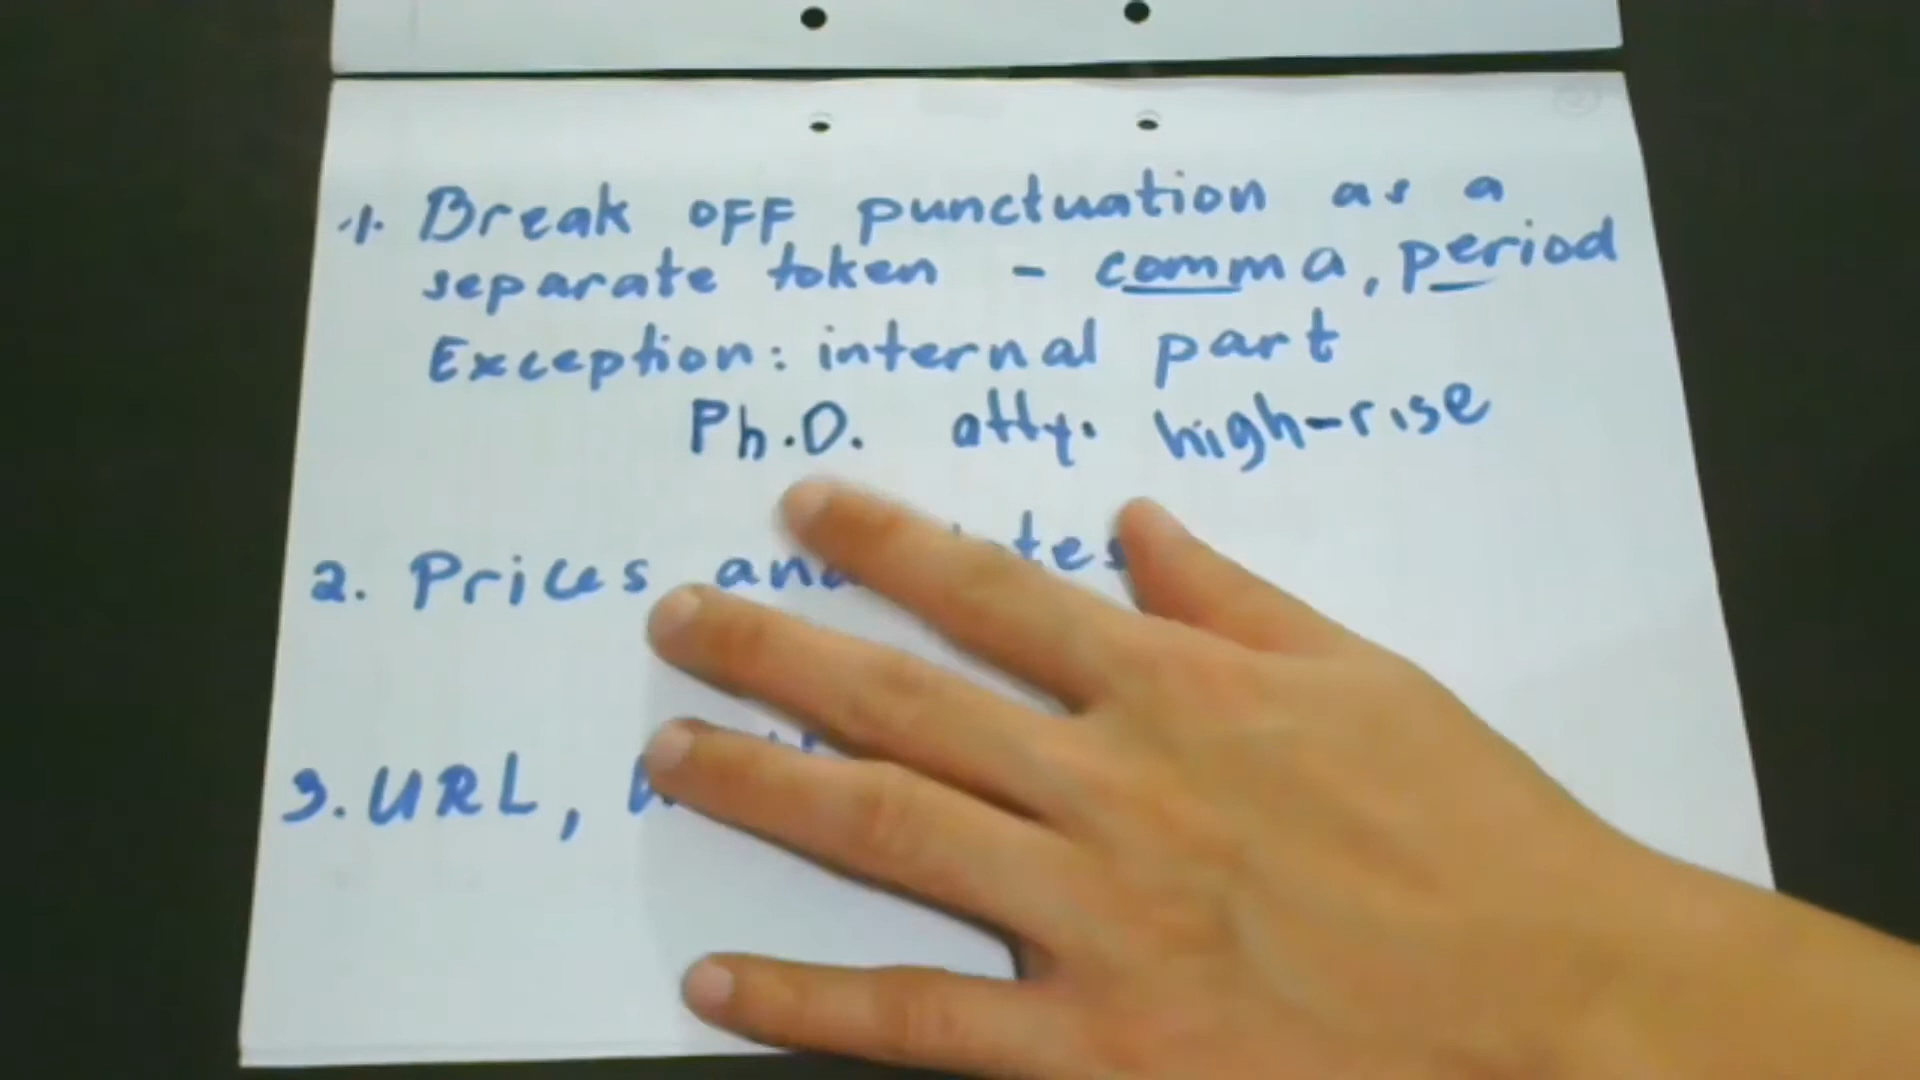 1. Break OFF punctuation as a
separate token - comma, period
Exception: internal part
Ph.D. atty. high-rise
2. Prices and
3. URL,